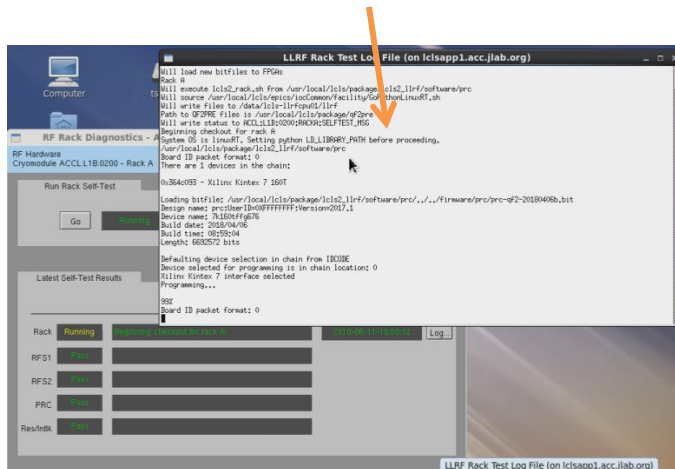 LLRF Rack Test Log File (on lclsapp1.acc.jlab.org)
Will load new bitfiles to FPGAs
Rack A
Will execute lcls2_rack.sh from /usr/local/lcls/package/lcls2_llrf/software/prc
Will source /usr/local/lcls/epics/iocCommon/facility/GoPythonLinuxRT.sh
Will write files to /data/lcls-llrfcpu01/llrf
Path to QF2PRE files is /usr/local/lcls/package/qf2pre
Will write status to ACCL:L1B:0200:RACKA:SELFTEST_MSG
Beginning checkout for rack A
System OS is linuxRT. Setting python LD_LIBRARY_PATH before proceeding.
/usr/local/lcls/package/lcls2_llrf/software/prc
Board ID packet format: 0
There are 1 devices in the chain:
0x364c093 - Xilinx Kintex 7 160T
Loading bitfile: /usr/local/lcls/package/lcls2_llrf/software/prc/../../firmware/prc/prc-qf2-20180406b.bit
Design name: prc;UserID=0XFFFFFFFF;Version=2017.1
Device name: 7k160tffg676
Build date: 2018/04/06
Build time: 08:59:04
Length: 6692572 bits
Defaulting device selection in chain from IDCODE
Device selected for programming is in chain location: 0
Xilinx Kintex 7 interface selected
Programming...
99%
Board ID packet format: 0
Computer
ts
RF Rack Diagnostics - A
RF Hardware
Cryomodule ACCL:L1B:0200 - Rack A
Run Rack Self-Test
Go
Running
Latest Self-Test Results
Rack
Running
Beginning checkout for rack A
Log...
RFS1
Pass
RFS2
Pass
PRC
Pass
Res/Intlk
Pass
LLRF Rack Test Log File (on lclsapp1.acc.jlab.org)